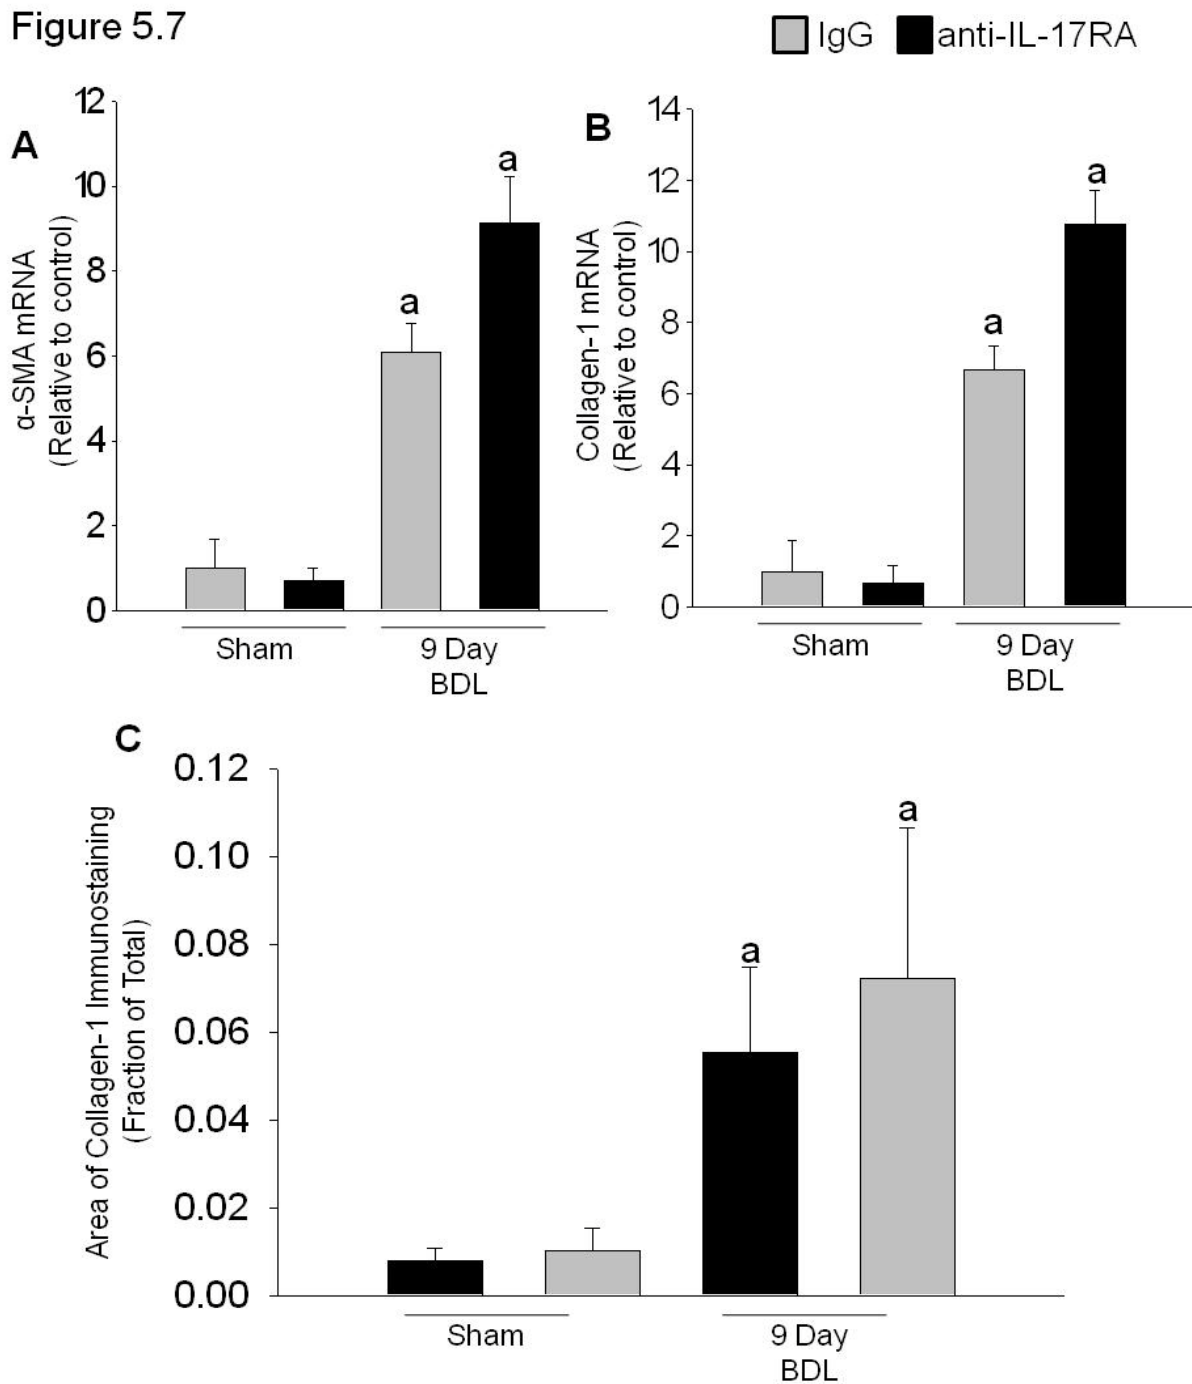 Figure 5.7
IgG anti-IL-17RA
A
α-SMA mRNA
(Relative to control)
12
10
8
6
4
2
0
a
a
Sham
9 Day
BDL
B
Collagen-1 mRNA
(Relative to control)
14
12
10
8
6
4
2
0
a
a
Sham
9 Day
BDL
C
Area of Collagen-1 Immunostaining
(Fraction of Total)
0.12
0.10
0.08
0.06
0.04
0.02
0.00
a
a
Sham
9 Day
BDL